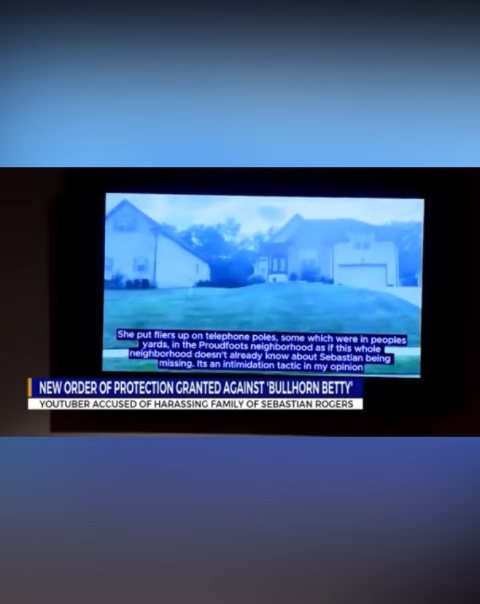 She put fliers up on telephone poles, some which were in peoples
yards, in the Proudfoots neighborhood as if this whole
neighborhood doesn't already know about Sebastian being
missing. Its an intimidation tactic in my opinion
NEW ORDER OF PROTECTION GRANTED AGAINST 'BULLHORN BETTY'
YOUTUBER ACCUSED OF HARASSING FAMILY OF SEBASTIAN ROGERS